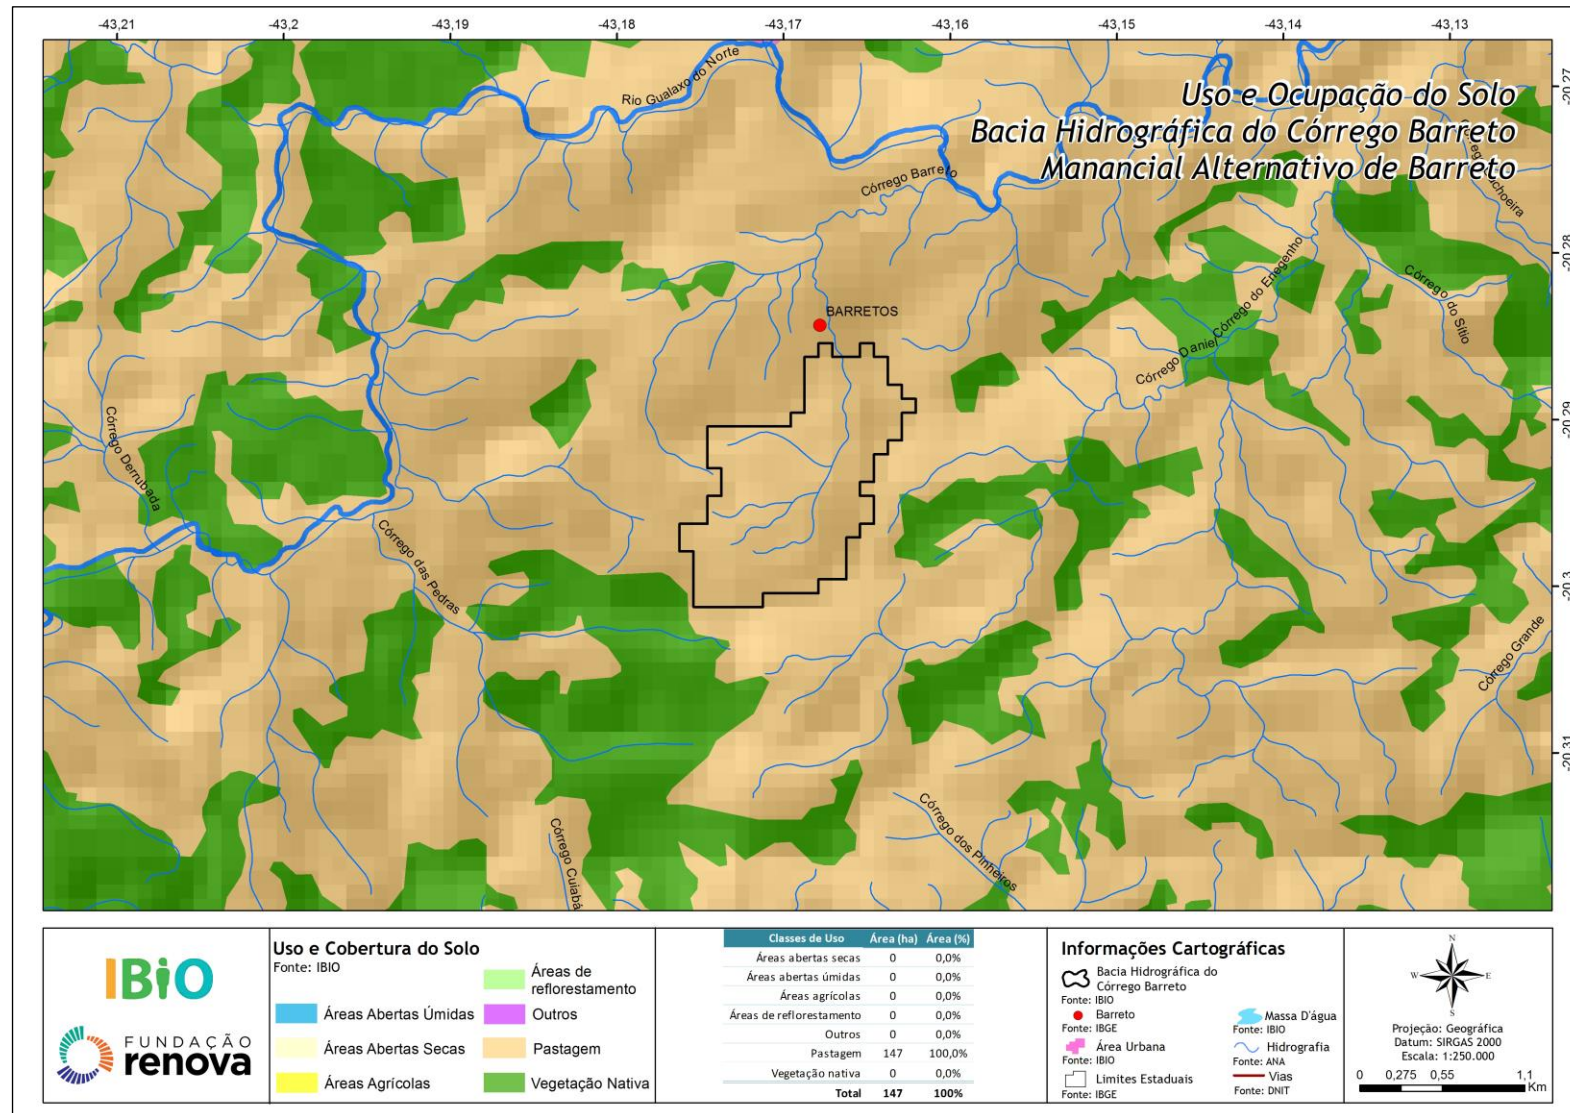 -43,21
-43,2
-43,19
-43,18
-43,17
-43,16
-43,15
-43,14
-43,13
Uso e Ocupação do Solo
Bacia Hidrográfica do Córrego Barreto
Manancial Alternativo de Barreto
Rio Gualaxo do Norte
Córrego Barreto
BARRETOS
Córrego do Enegenho
Córrego Daniel
Córrego do Sítio
Córrego Derrubada
Córrego das Pedras
Córrego Grande
Córrego dos Pinheiros
Córrego Cuiabá
-20,27
-20,28
-20,29
-20,3
-20,31
IBiO
FUNDAÇÃO
renova
Uso e Cobertura do Solo
Fonte: IBIO
Áreas Abertas Úmidas
Áreas Abertas Secas
Áreas Agrícolas
Áreas de
reflorestamento
Outros
Pastagem
Vegetação Nativa
Classes de Uso Área (ha) Área (%)
Áreas abertas secas 0 0,0%
Áreas abertas úmidas 0 0,0%
Áreas agrícolas 0 0,0%
Áreas de reflorestamento 0 0,0%
Outros 0 0,0%
Pastagem 147 100,0%
Vegetação nativa 0 0,0%
Total 147 100%
Informações Cartográficas
Bacia Hidrográfica do
Córrego Barreto
Fonte: IBIO
Barreto
Fonte: IBGE
Área Urbana
Fonte: IBIO
Limites Estaduais
Fonte: IBGE
Massa D'água
Fonte: IBIO
Hidrografia
Fonte: ANA
Vias
Fonte: DNIT
N
W E
S
Projeção: Geográfica
Datum: SIRGAS 2000
Escala: 1:250.000
0 0,275 0,55 1,1
Km